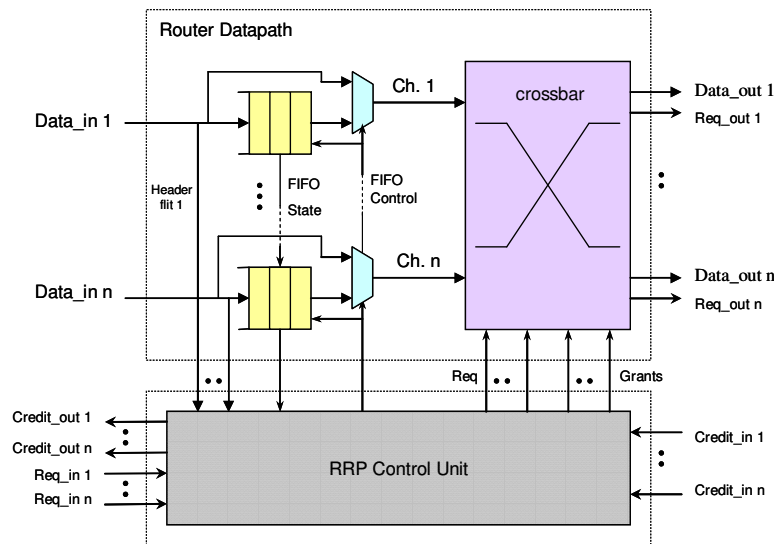 Router Datapath
Data_in 1
Header
flit 1
FIFO
State
FIFO
Control
Ch. 1
crossbar
Data_out 1
Req_out 1
Data_in n
Ch. n
Data_out n
Req_out n
Req
Grants
Credit_out 1
Credit_out n
Req_in 1
Req_in n
RRP Control Unit
Credit_in 1
Credit_in n